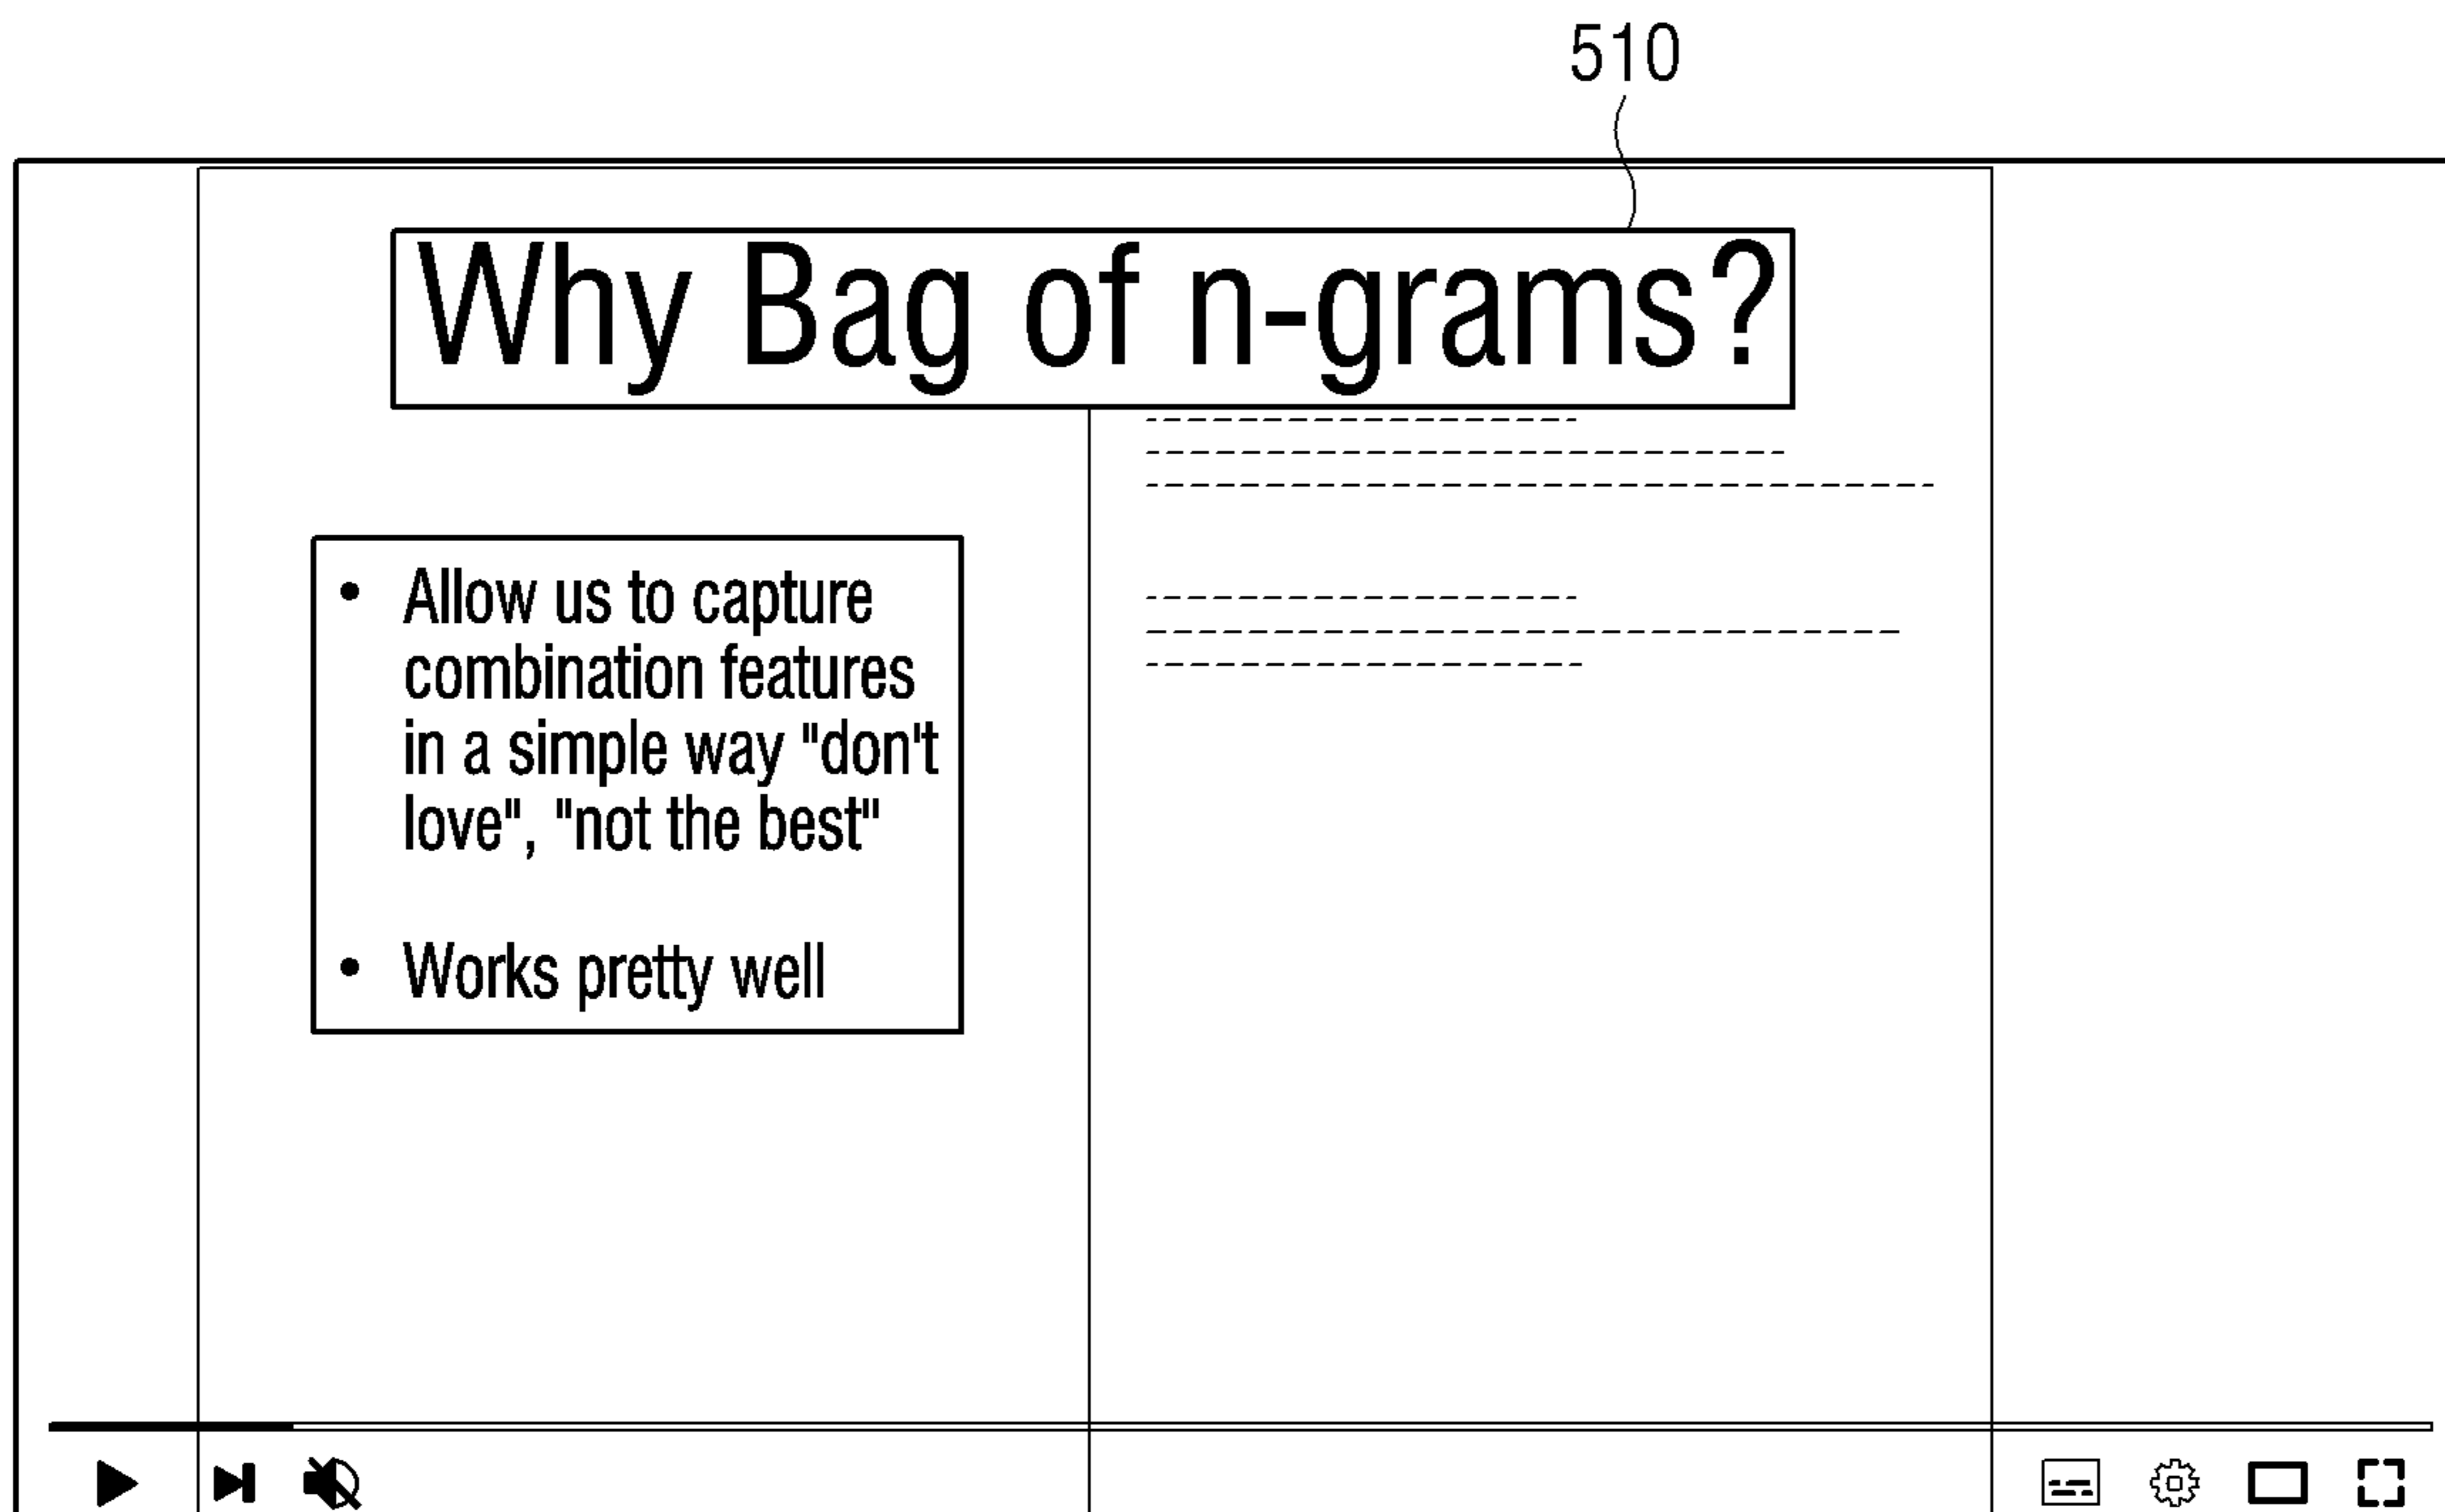 510
Why Bag of n-grams?
• Allow us to capture
combination features
in a simple way "don't
love", "not the best"
• Works pretty well